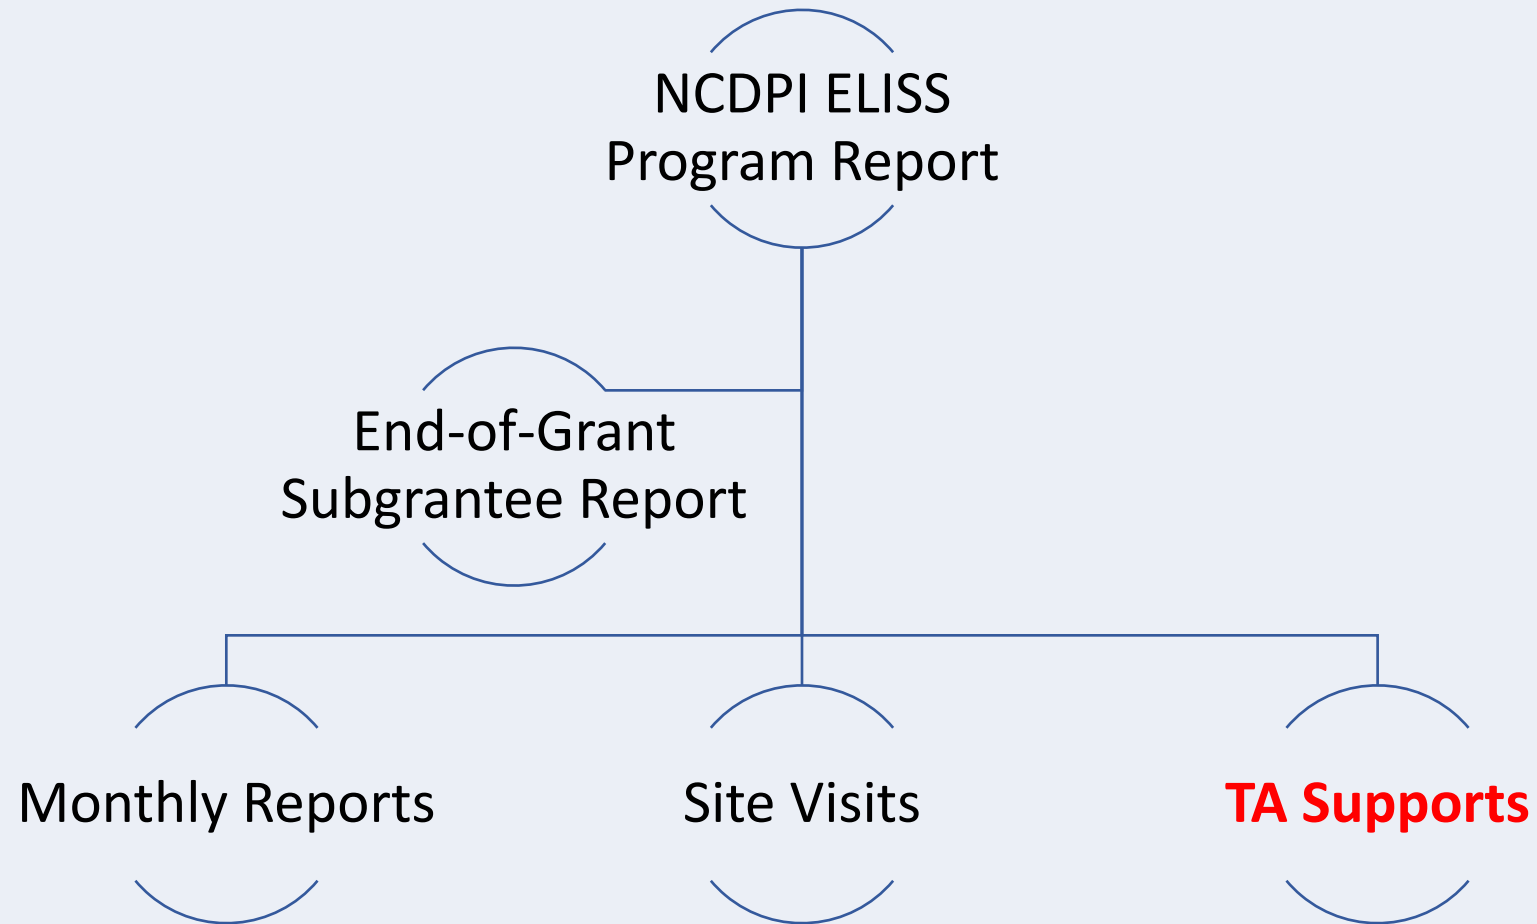 NCDPI ELISS
Program Report
End-of-Grant
Subgrantee Report
Monthly Reports
Site Visits
TA Supports